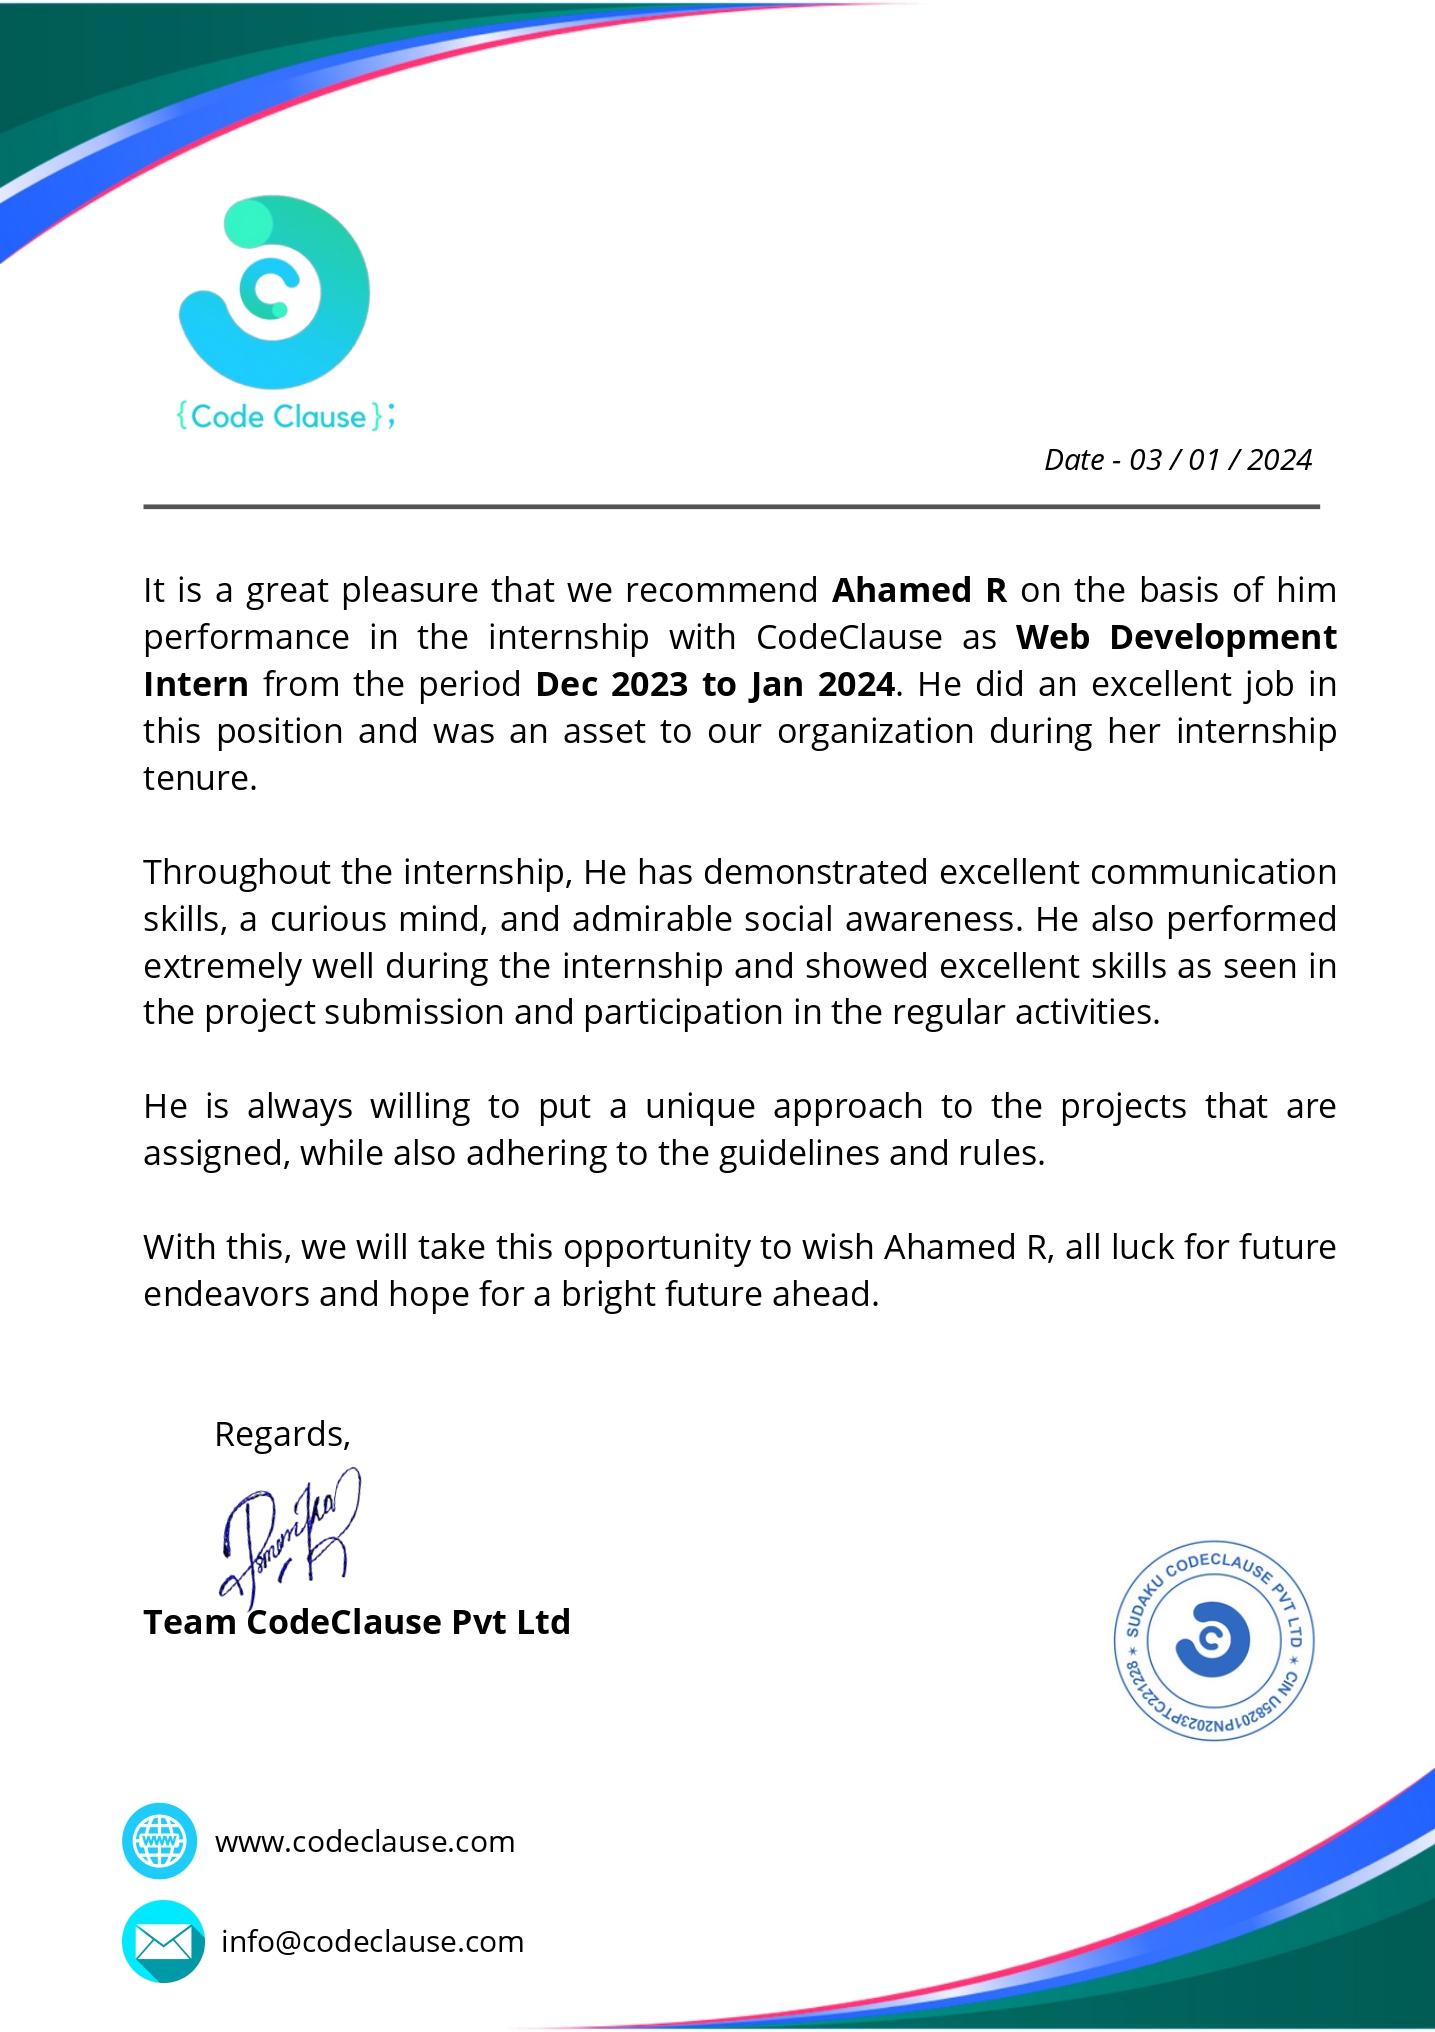 {Code Clause};
Date - 03 / 01 / 2024
It is a great pleasure that we recommend Ahamed R on the basis of him
performance in the internship with CodeClause as Web Development
Intern from the period Dec 2023 to Jan 2024. He did an excellent job in
this position and was an asset to our organization during her internship
tenure.
Throughout the internship, He has demonstrated excellent communication
skills, a curious mind, and admirable social awareness. He also performed
extremely well during the internship and showed excellent skills as seen in
the project submission and participation in the regular activities.
He is always willing to put a unique approach to the projects that are
assigned, while also adhering to the guidelines and rules.
With this, we will take this opportunity to wish Ahamed R, all luck for future
endeavors and hope for a bright future ahead.
Regards,
Team CodeClause Pvt Ltd
SUDAKU CODECLAUSE PVT LTD * CIN U58201PN2023PTC221228 *
www
www.codeclause.com
info@codeclause.com